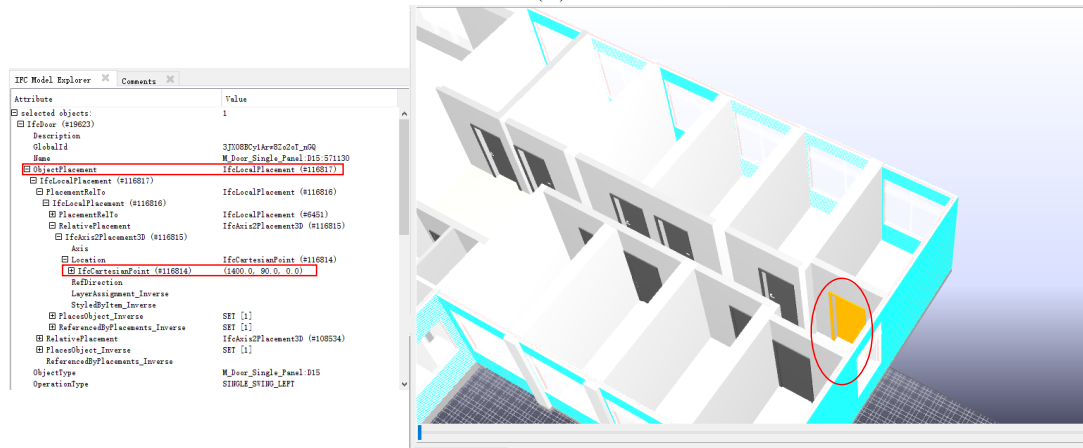 IFC Model Explorer Comments
Attribute Value
selected objects: 1
IfcDoor (#19623)
Description
GlobalId 3JX08BCy1Arw8Zo2oT_nGQ
Name M_Door_Single_Panel:D15:571130
ObjectPlacement IfcLocalPlacement (#116817)
IfcLocalPlacement (#116817)
PlacementRelTo IfcLocalPlacement (#116816)
IfcLocalPlacement (#116816)
PlacementRelTo IfcLocalPlacement (#6451)
RelativePlacement IfcAxis2Placement3D (#116815)
IfcAxis2Placement3D (#116815)
Axis
Location IfcCartesianPoint (#116814)
IfcCartesianPoint (#116814) (1400.0, 90.0, 0.0)
RefDirection
LayerAssignment_Inverse
StyledByItem_Inverse
PlacesObject_Inverse SET [1]
ReferencedByPlacements_Inverse SET [1]
RelativePlacement IfcAxis2Placement3D (#108534)
PlacesObject_Inverse SET [1]
ReferencedByPlacements_Inverse
ObjectType M_Door_Single_Panel:D15
OperationType SINGLE_SWING_LEFT